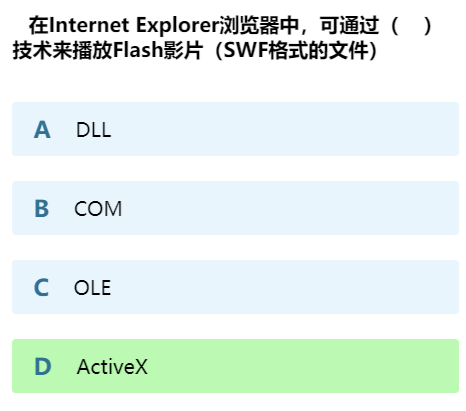 在Internet Explorer浏览器中，可通过（　）
技术来播放Flash影片（SWF格式的文件）
A DLL
B COM
C OLE
D ActiveX